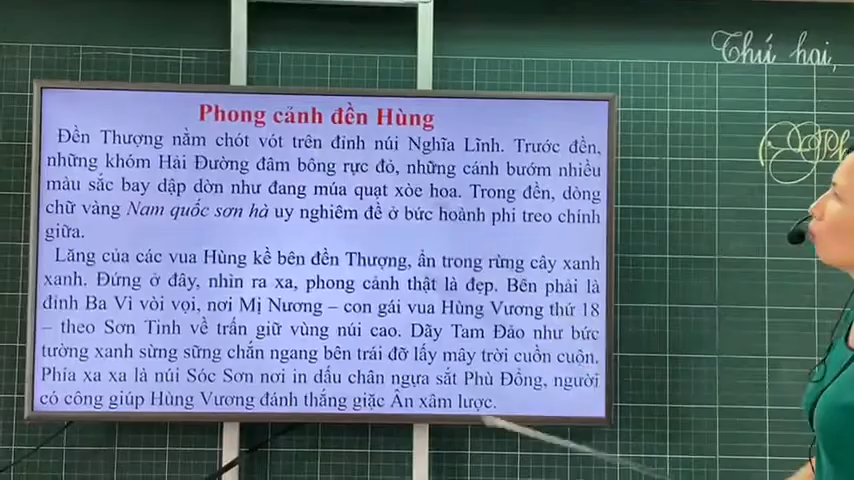 Thứ hai,
Phong cảnh đền Hùng
Đền Thượng nằm chót vót trên đỉnh núi Nghĩa Lĩnh. Trước đền,
những khóm Hải Đường đâm bông rực đỏ, những cánh bướm nhiều
màu sắc bay dập dờn như đang múa quạt xòe hoa. Trong đền, dòng
chữ vàng Nam quốc sơn hà uy nghiêm đề ở bức hoành phi treo chính
giữa.
Lăng của các vua Hùng kề bên đền Thượng, ẩn trong rừng cây xanh
xanh. Đứng ở đây, nhìn ra xa, phong cảnh thật là đẹp. Bên phải là
đỉnh Ba Vì vòi vọi, nơi Mị Nương – con gái vua Hùng Vương thứ 18
– theo Sơn Tinh về trấn giữ vùng núi cao. Dãy Tam Đảo như bức
tường xanh sừng sững chắn ngang bên trái đỡ lấy mây trời cuồn cuộn.
Phía xa xa là núi Sóc Sơn nơi in dấu chân ngựa sắt Phù Đổng, người
có công giúp Hùng Vương đánh thắng giặc Ân xâm lược.